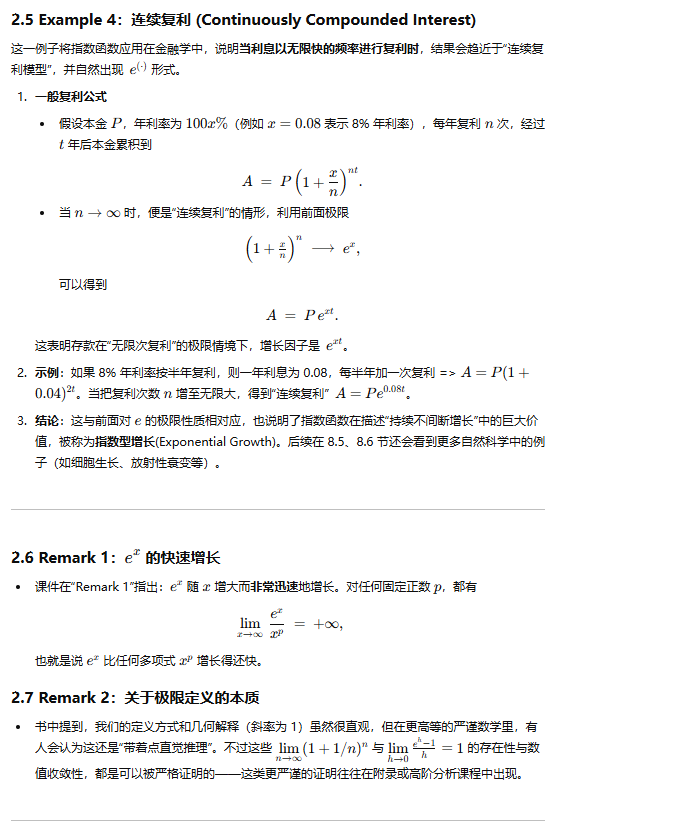 2.5 Example 4：连续复利 (Continuously Compounded Interest)
这一例子将指数函数应用在金融学中，说明当利息以无限快的频率进行复利时，结果会趋近于“连续复
利模型”，并自然出现 e^{(·)} 形式。
1. 一般复利公式
• 假设本金 P，年利率为 100x%（例如 x = 0.08 表示 8% 年利率），每年复利 n 次，经过
t 年后本金累积到
A = P(1 + x/n)^{nt}.
• 当 n → ∞ 时，便是“连续复利”的情形，利用前面极限
(1 + x/n)^n ⟶ e^x,
可以得到
A = P e^{xt}.
这表明存款在“无限次复利”的极限情境下，增长因子是 e^{xt}。
2. 示例：如果 8% 年利率按半年复利，则一年利息为 0.08，每半年加一次复利 => A = P(1 +
0.04)^{2t}。当把复利次数 n 增至无限大，得到“连续复利” A = Pe^{0.08t}。
3. 结论：这与前面对 e 的极限性质相对应，也说明了指数函数在描述“持续不间断增长”中的巨大价
值，被称为指数型增长(Exponential Growth)。后续在 8.5、8.6 节还会看到更多自然科学中的例
子（如细胞生长、放射性衰变等）。
2.6 Remark 1：e^x 的快速增长
• 课件在“Remark 1”指出：e^x 随 x 增大而非常迅速地增长。对任何固定正数 p，都有
lim_{x→∞} e^x/x^p = +∞,
也就是说 e^x 比任何多项式 x^p 增长得还快。
2.7 Remark 2：关于极限定义的本质
• 书中提到，我们的定义方式和几何解释（斜率为 1）虽然很直观，但在更高等的严谨数学里，有
人会认为这还是“带着点直觉推理”。不过这些 lim_{n→∞}(1 + 1/n)^n 与 lim_{h→0} (e^h−1)/h = 1 的存在性与数
值收敛性，都是可以被严格证明的——这类更严谨的证明往往在附录或高阶分析课程中出现。